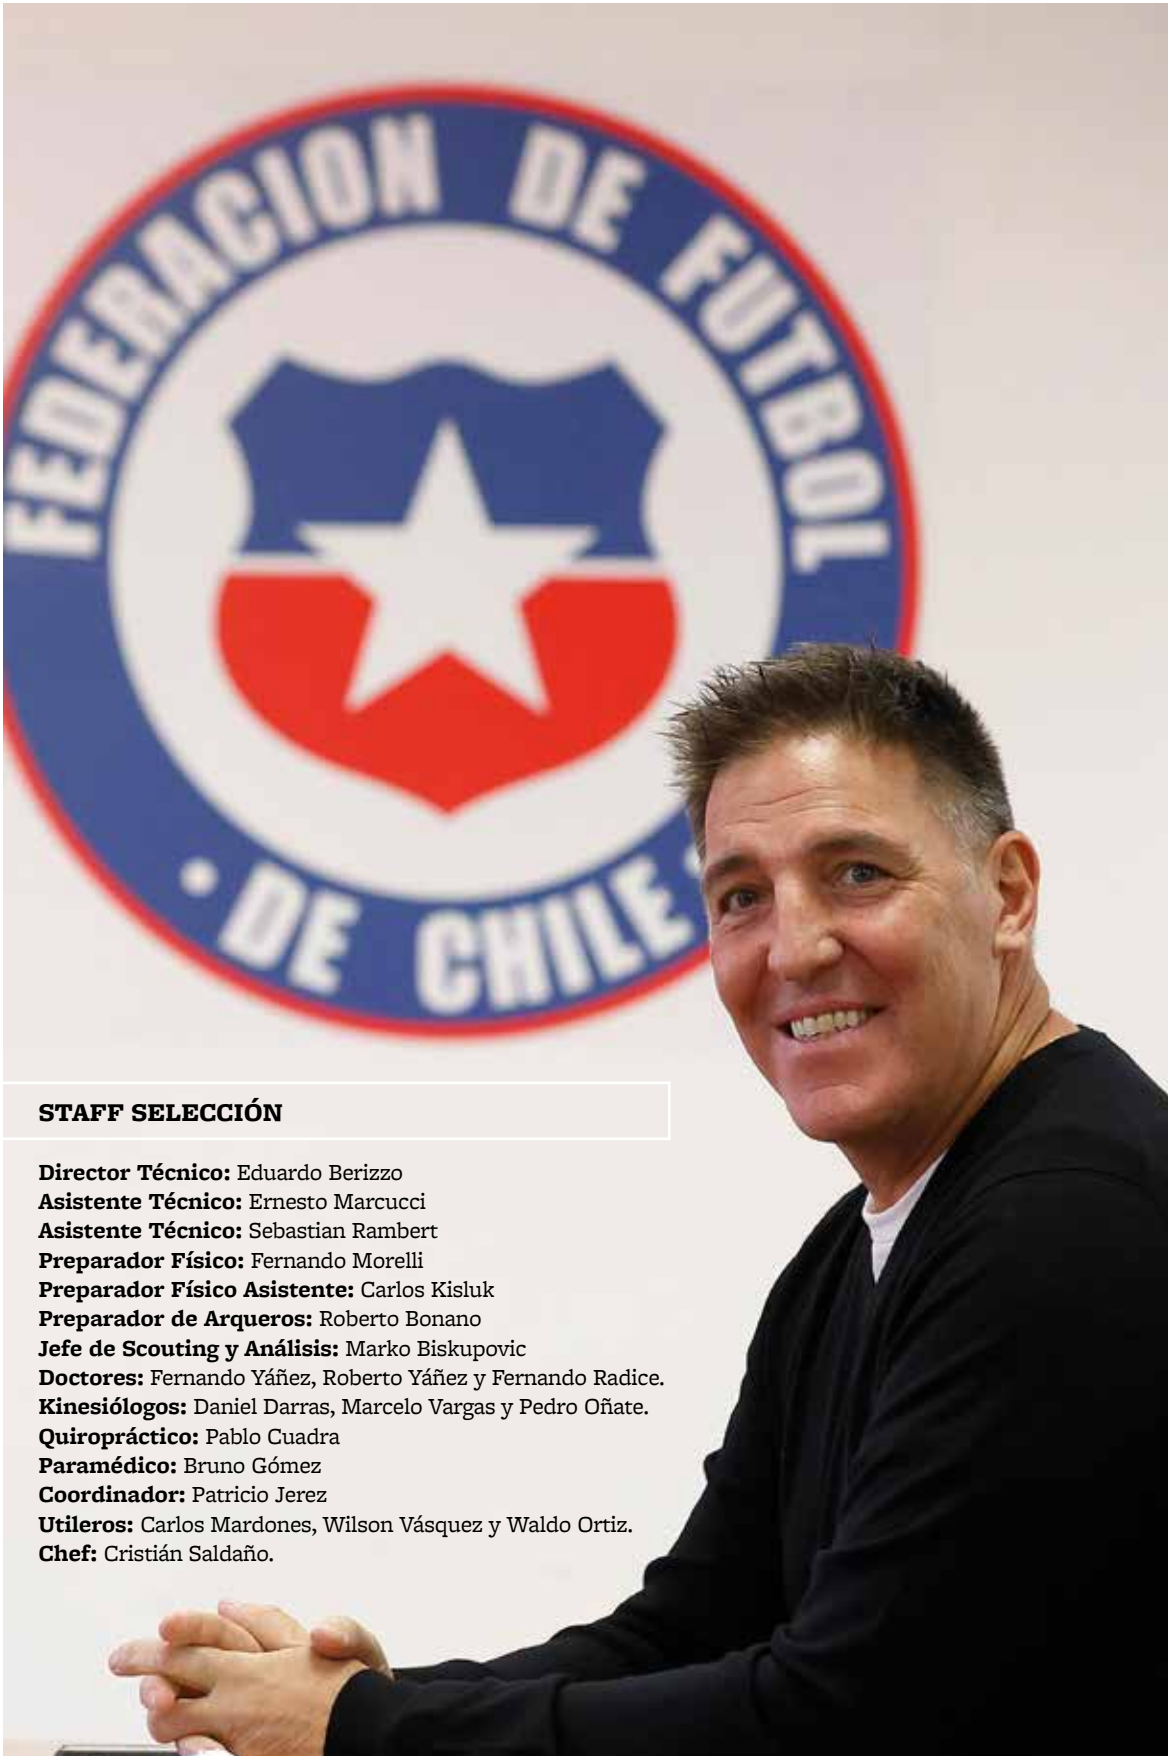 FEDERACION DE FUTBOL
DE CHILE
STAFF SELECCIÓN
Director Técnico: Eduardo Berizzo
Asistente Técnico: Ernesto Marcucci
Asistente Técnico: Sebastian Rambert
Preparador Físico: Fernando Morelli
Preparador Físico Asistente: Carlos Kisluk
Preparador de Arqueros: Roberto Bonano
Jefe de Scouting y Análisis: Marko Biskupovic
Doctores: Fernando Yáñez, Roberto Yáñez y Fernando Radice.
Kinesiólogos: Daniel Darras, Marcelo Vargas y Pedro Oñate.
Quiropráctico: Pablo Cuadra
Paramédico: Bruno Gómez
Coordinador: Patricio Jerez
Utileros: Carlos Mardones, Wilson Vásquez y Waldo Ortiz.
Chef: Cristián Saldaño.